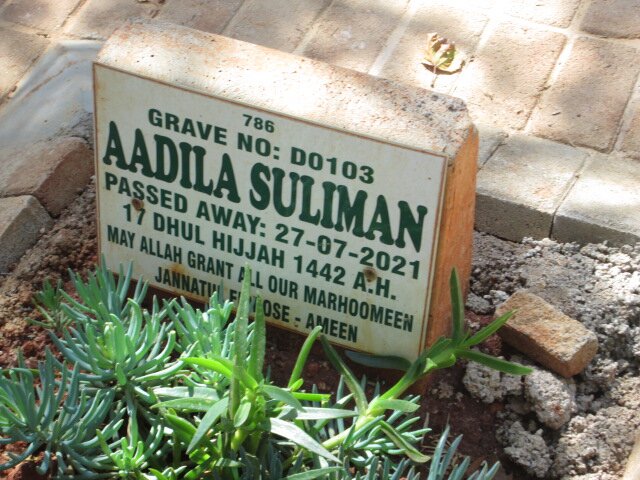 786
GRAVE NO: D0103
AADILA SULIMAN
PASSED AWAY: 27-07-2021
17 DHUL HIJJAH 1442 A.H.
MAY ALLAH GRANT ALL OUR MARHOOMEEN
JANNATUL FIRDOSE - AMEEN